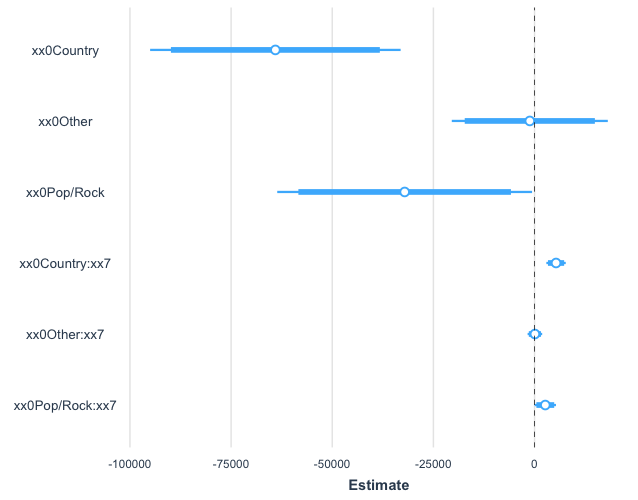 xx0Country
xx0Other
xx0Pop/Rock
xx0Country:xx7
xx0Other:xx7
xx0Pop/Rock:xx7
-100000 -75000 -50000 -25000 0
Estimate